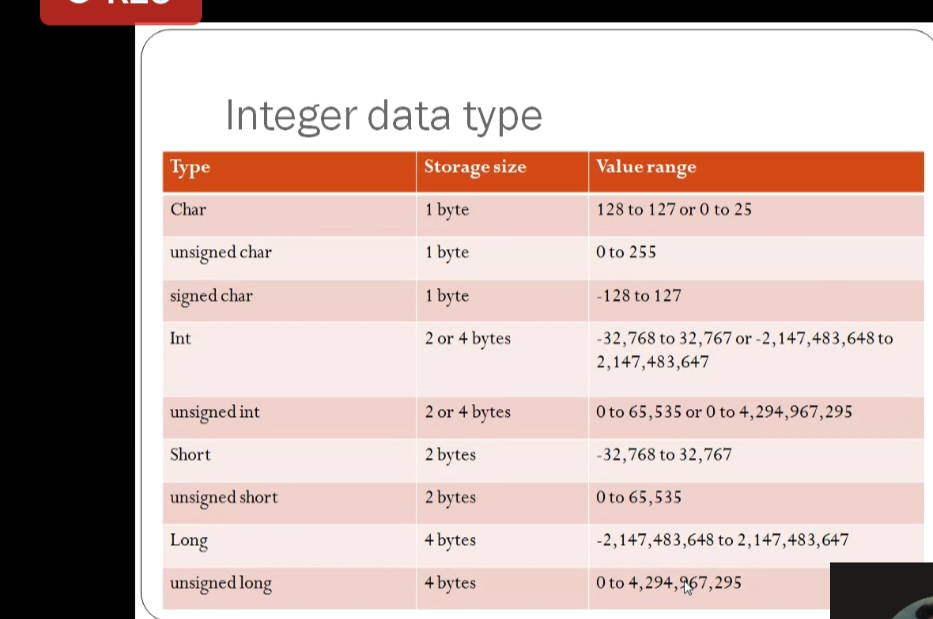 Integer data type
Type Storage size Value range
Char 1 byte 128 to 127 or 0 to 25
unsigned char 1 byte 0 to 255
signed char 1 byte -128 to 127
Int 2 or 4 bytes -32,768 to 32,767 or -2,147,483,648 to
2,147,483,647
unsigned int 2 or 4 bytes 0 to 65,535 or 0 to 4,294,967,295
Short 2 bytes -32,768 to 32,767
unsigned short 2 bytes 0 to 65,535
Long 4 bytes -2,147,483,648 to 2,147,483,647
unsigned long 4 bytes 0 to 4,294,967,295